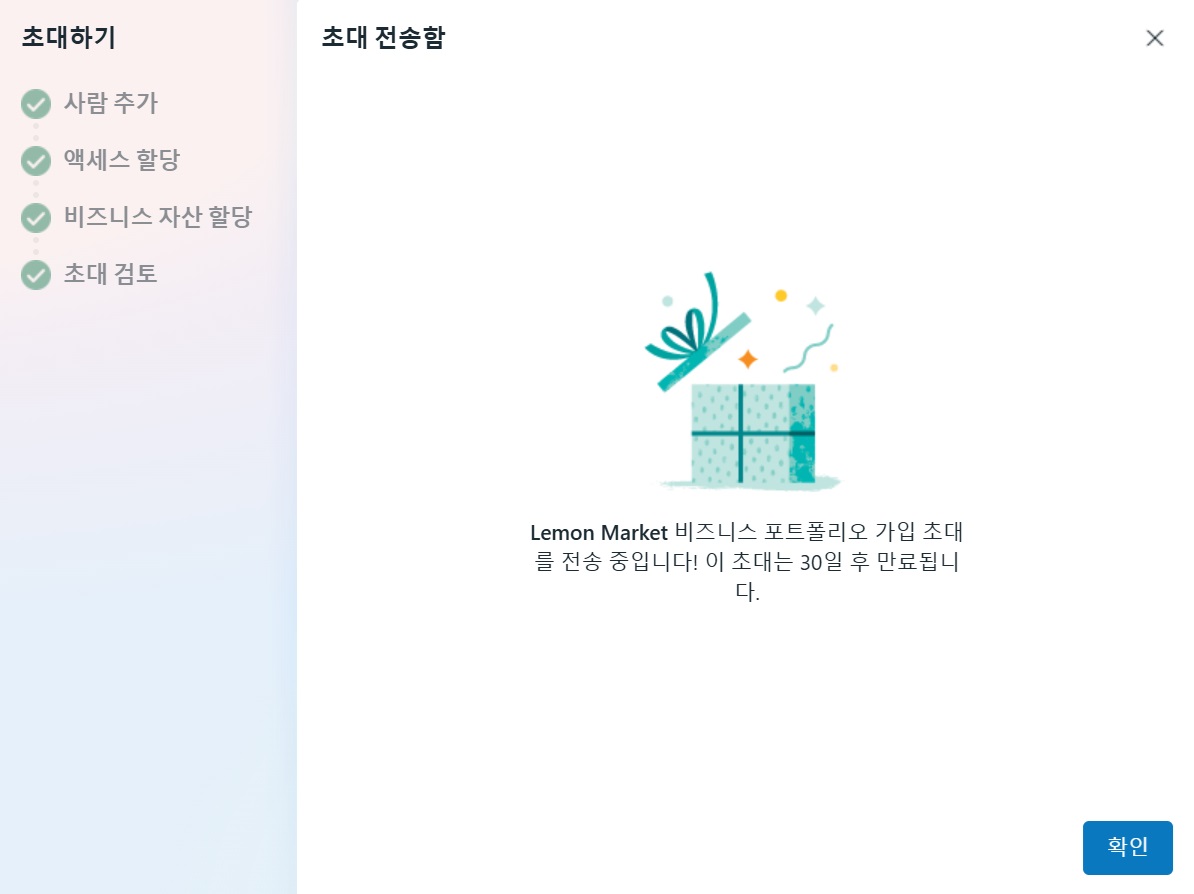 초대하기
사람 추가
액세스 할당
비즈니스 자산 할당
초대 검토
초대 전송함
Lemon Market 비즈니스 포트폴리오 가입 초대
를 전송 중입니다! 이 초대는 30일 후 만료됩니
다.
확인